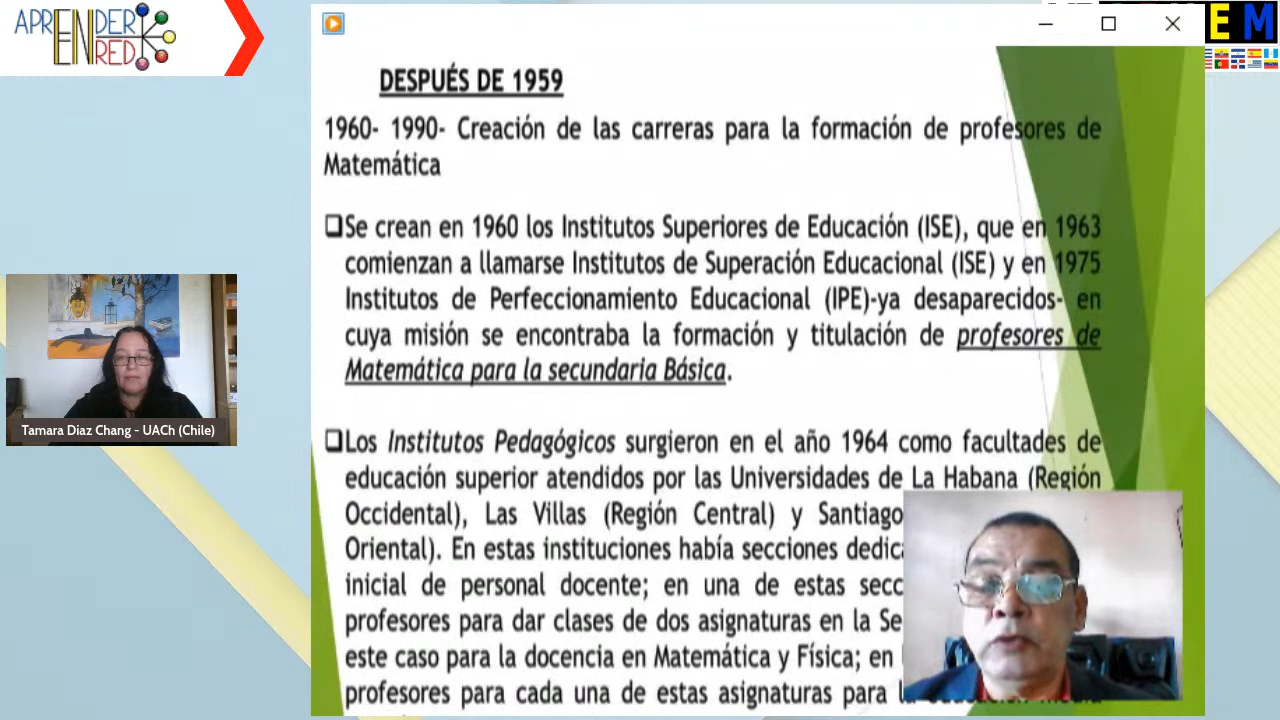 APRENDER
EN RED
E M
DESPUÉS DE 1959
1960- 1990- Creación de las carreras para la formación de profesores de
Matemática
❑Se crean en 1960 los Institutos Superiores de Educación (ISE), que en 1963
comienzan a llamarse Institutos de Superación Educacional (ISE) y en 1975
Institutos de Perfeccionamiento Educacional (IPE)-ya desaparecidos- en
cuya misión se encontraba la formación y titulación de profesores de
Matemática para la secundaria Básica.
❑Los Institutos Pedagógicos surgieron en el año 1964 como facultades de
educación superior atendidos por las Universidades de La Habana (Región
Occidental), Las Villas (Región Central) y Santiago
Oriental). En estas instituciones había secciones
inicial de personal docente; en una de estas
profesores para dar clases de dos asignaturas en la
este caso para la docencia en Matemática y Física; en
profesores para cada una de estas asignaturas para
Tamara Diaz Chang - UACh (Chile)